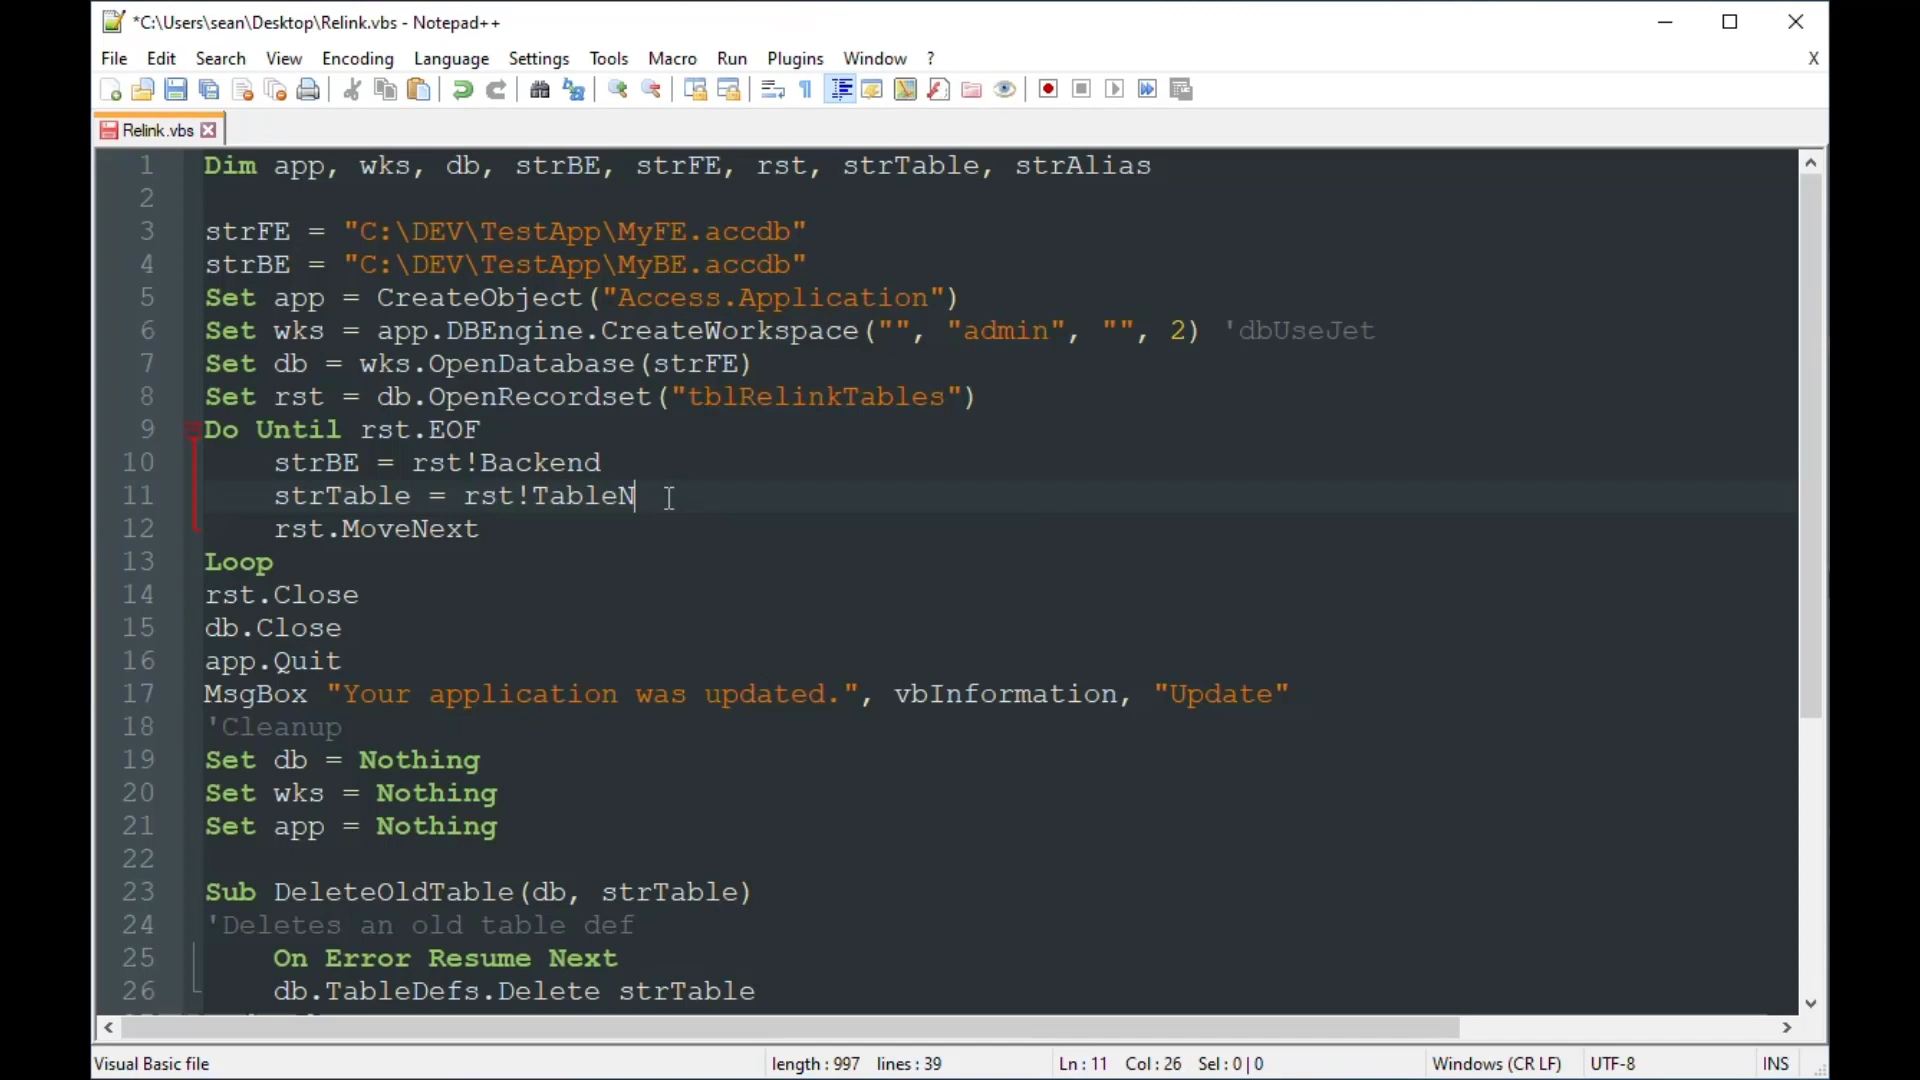 *C:\Users\sean\Desktop\Relink.vbs - Notepad++
File Edit Search View Encoding Language Settings Tools Macro Run Plugins Window ? X
Relink.vbs
1 Dim app, wks, db, strBE, strFE, rst, strTable, strAlias
2
3 strFE = "C:\DEV\TestApp\MyFE.accdb"
4 strBE = "C:\DEV\TestApp\MyBE.accdb"
5 Set app = CreateObject("Access.Application")
6 Set wks = app.DBEngine.CreateWorkspace("", "admin", "", 2) 'dbUseJet
7 Set db = wks.OpenDatabase(strFE)
8 Set rst = db.OpenRecordset("tblRelinkTables")
9 Do Until rst.EOF
10 strBE = rst!Backend
11 strTable = rst!TableN
12 rst.MoveNext
13 Loop
14 rst.Close
15 db.Close
16 app.Quit
17 MsgBox "Your application was updated.", vbInformation, "Update"
18 'Cleanup
19 Set db = Nothing
20 Set wks = Nothing
21 Set app = Nothing
22
23 Sub DeleteOldTable(db, strTable)
24 'Deletes an old table def
25 On Error Resume Next
26 db.TableDefs.Delete strTable
Visual Basic file length : 997 lines : 39 Ln : 11 Col : 26 Sel : 0 | 0 Windows (CR LF) UTF-8 INS